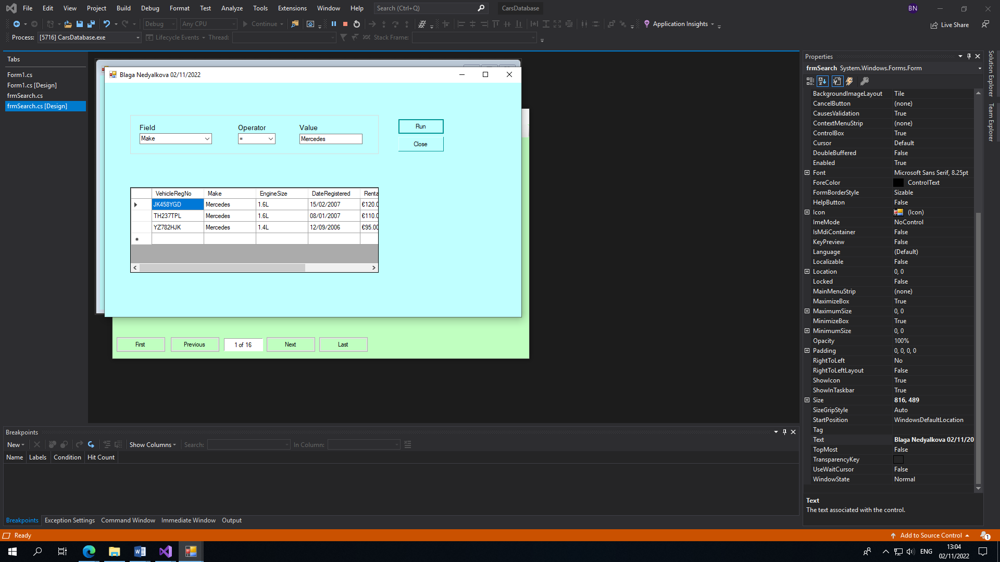 File Edit View Project Build Debug Format Test Analyze Tools Extensions Window Help Search (Ctrl+Q) CarsDatabase BN
Debug Any CPU Continue Application Insights Live Share
Process: [5716] CarsDatabase.exe Lifecycle Events Thread: Stack Frame:
Tabs
Form1.cs
Form1.cs [Design]
frmSearch.cs
frmSearch.cs [Design]
Blaga Nedyalkova 02/11/2022
Field Operator Value
Make = Mercedes
Run
Close
VehicleRegNo Make EngineSize DateRegistered Renta
JK458YGD Mercedes 1.6L 15/02/2007 €120.0
TH237TPL Mercedes 1.6L 08/01/2007 €110.0
YZ782HJK Mercedes 1.4L 12/09/2006 €95.00
First Previous 1 of 16 Next Last
Properties
frmSearch System.Windows.Forms.Form
BackgroundImageLayout Tile
CancelButton (none)
CausesValidation True
ContextMenuStrip (none)
ControlBox True
Cursor Default
DoubleBuffered False
Enabled True
Font Microsoft Sans Serif, 8.25pt
ForeColor ControlText
FormBorderStyle Sizable
HelpButton False
Icon (Icon)
ImeMode NoControl
IsMdiContainer False
KeyPreview False
Language (Default)
Localizable False
Location 0, 0
Locked False
MainMenuStrip (none)
MaximizeBox True
MaximumSize 0, 0
MinimizeBox True
MinimumSize 0, 0
Opacity 100%
Padding 0, 0, 0, 0
RightToLeft No
RightToLeftLayout False
ShowIcon True
ShowInTaskbar True
Size 816, 489
SizeGripStyle Auto
StartPosition WindowsDefaultLocation
Tag
Text Blaga Nedyalkova 02/11/20
TopMost False
TransparencyKey
UseWaitCursor False
WindowState Normal
Text
The text associated with the control.
Solution Explorer
Team Explorer
Breakpoints
New Show Columns Search: In Column:
Name Labels Condition Hit Count
Breakpoints Exception Settings Command Window Immediate Window Output
Ready Add to Source Control 1
ENG 13:04
02/11/2022